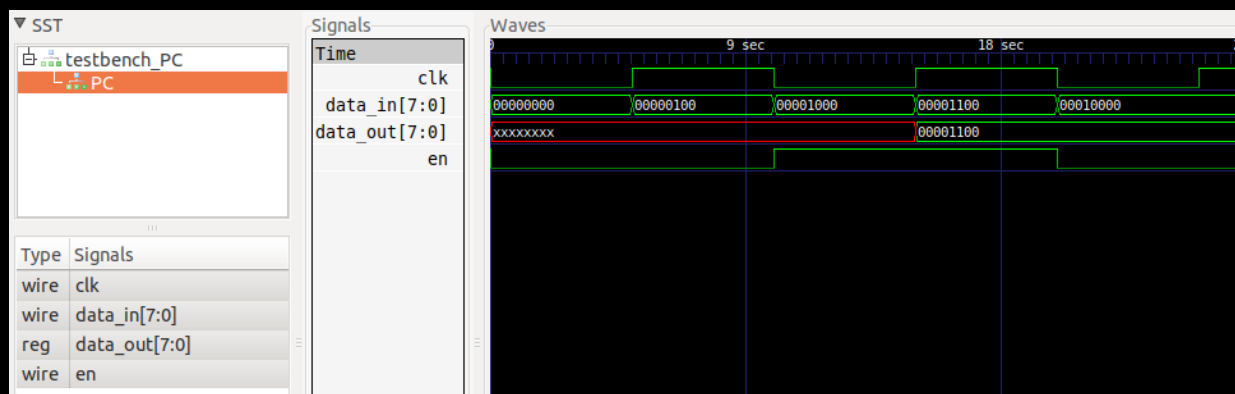 SST
testbench_PC
PC
Type Signals
wire clk
wire data_in[7:0]
reg data_out[7:0]
wire en
Signals
Time
clk
data_in[7:0]
data_out[7:0]
en
Waves
0 9 sec 18 sec
00000000 00000100 00001000 00001100 00010000
xxxxxxxx 00001100